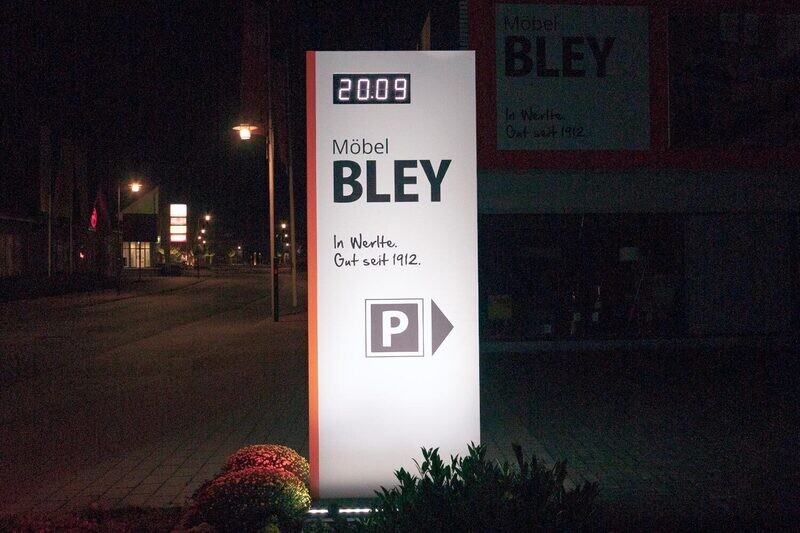 20.09
Möbel
BLEY
In Werlte.
Gut seit 1912.
P
Möbel
BLEY
In Werlte.
Gut seit 1912.